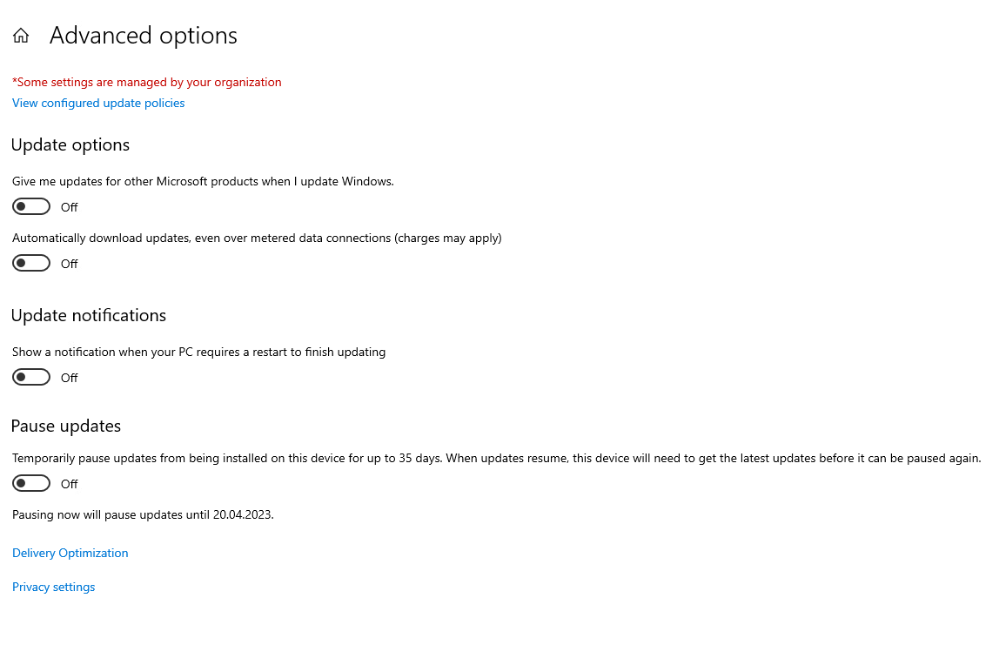 Advanced options
*Some settings are managed by your organization
View configured update policies
Update options
Give me updates for other Microsoft products when I update Windows.
Off
Automatically download updates, even over metered data connections (charges may apply)
Off
Update notifications
Show a notification when your PC requires a restart to finish updating
Off
Pause updates
Temporarily pause updates from being installed on this device for up to 35 days. When updates resume, this device will need to get the latest updates before it can be paused again.
Off
Pausing now will pause updates until 20.04.2023.
Delivery Optimization
Privacy settings